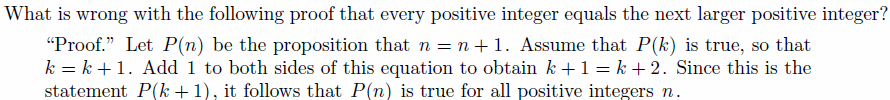 What is wrong with the following proof that every positive integer equals the next larger positive integer?
“Proof.” Let P(n) be the proposition that n = n + 1. Assume that P(k) is true, so that
k = k + 1. Add 1 to both sides of this equation to obtain k + 1 = k + 2. Since this is the
statement P(k + 1), it follows that P(n) is true for all positive integers n.